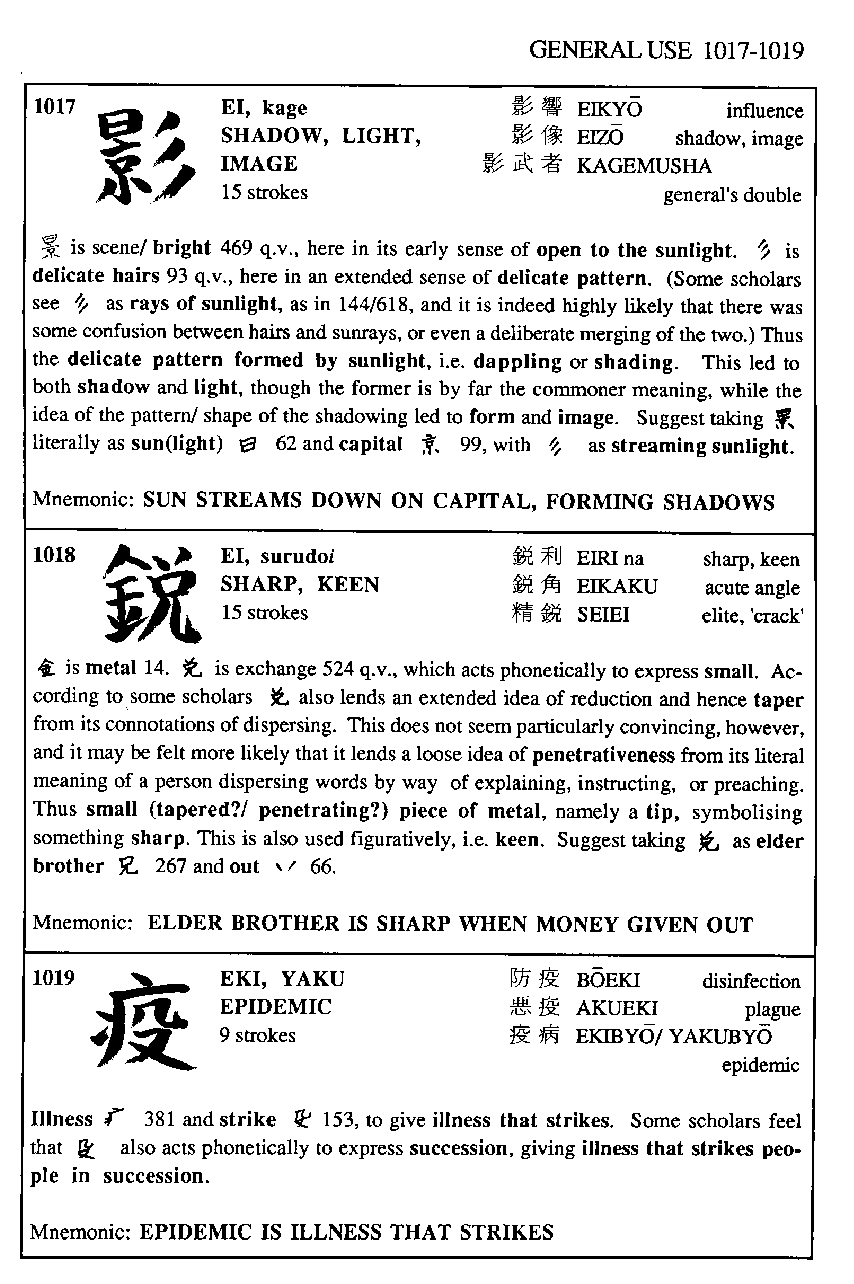 GENERAL USE 1017-1019
1017 影 EI, kage 影響 EIKYŌ influence
SHADOW, LIGHT, 影像 EIZŌ shadow, image
IMAGE 影武者 KAGEMUSHA
15 strokes general's double
景 is scene/ bright 469 q.v., here in its early sense of open to the sunlight. 彡 is
delicate hairs 93 q.v., here in an extended sense of delicate pattern. (Some scholars
see 彡 as rays of sunlight, as in 144/618, and it is indeed highly likely that there was
some confusion between hairs and sunrays, or even a deliberate merging of the two.) Thus
the delicate pattern formed by sunlight, i.e. dappling or shading. This led to
both shadow and light, though the former is by far the commoner meaning, while the
idea of the pattern/ shape of the shadowing led to form and image. Suggest taking 景
literally as sun(light) 日 62 and capital 京 99, with 彡 as streaming sunlight.
Mnemonic: SUN STREAMS DOWN ON CAPITAL, FORMING SHADOWS
1018 鋭 EI, surudoi 鋭利 EIRI na sharp, keen
SHARP, KEEN 鋭角 EIKAKU acute angle
15 strokes 精鋭 SEIEI elite, 'crack'
金 is metal 14. 兑 is exchange 524 q.v., which acts phonetically to express small. Ac-
cording to some scholars 兑 also lends an extended idea of reduction and hence taper
from its connotations of dispersing. This does not seem particularly convincing, however,
and it may be felt more likely that it lends a loose idea of penetrativeness from its literal
meaning of a person dispersing words by way of explaining, instructing, or preaching.
Thus small (tapered?/ penetrating?) piece of metal, namely a tip, symbolising
something sharp. This is also used figuratively, i.e. keen. Suggest taking 兑 as elder
brother 兄 267 and out 丷 66.
Mnemonic: ELDER BROTHER IS SHARP WHEN MONEY GIVEN OUT
1019 疫 EKI, YAKU 防疫 BŌEKI disinfection
EPIDEMIC 悪疫 AKUEKI plague
9 strokes 疫病 EKIBYŌ/ YAKUBYŌ
epidemic
Illness 疒 381 and strike 殳 153, to give illness that strikes. Some scholars feel
that 殳 also acts phonetically to express succession, giving illness that strikes peo-
ple in succession.
Mnemonic: EPIDEMIC IS ILLNESS THAT STRIKES